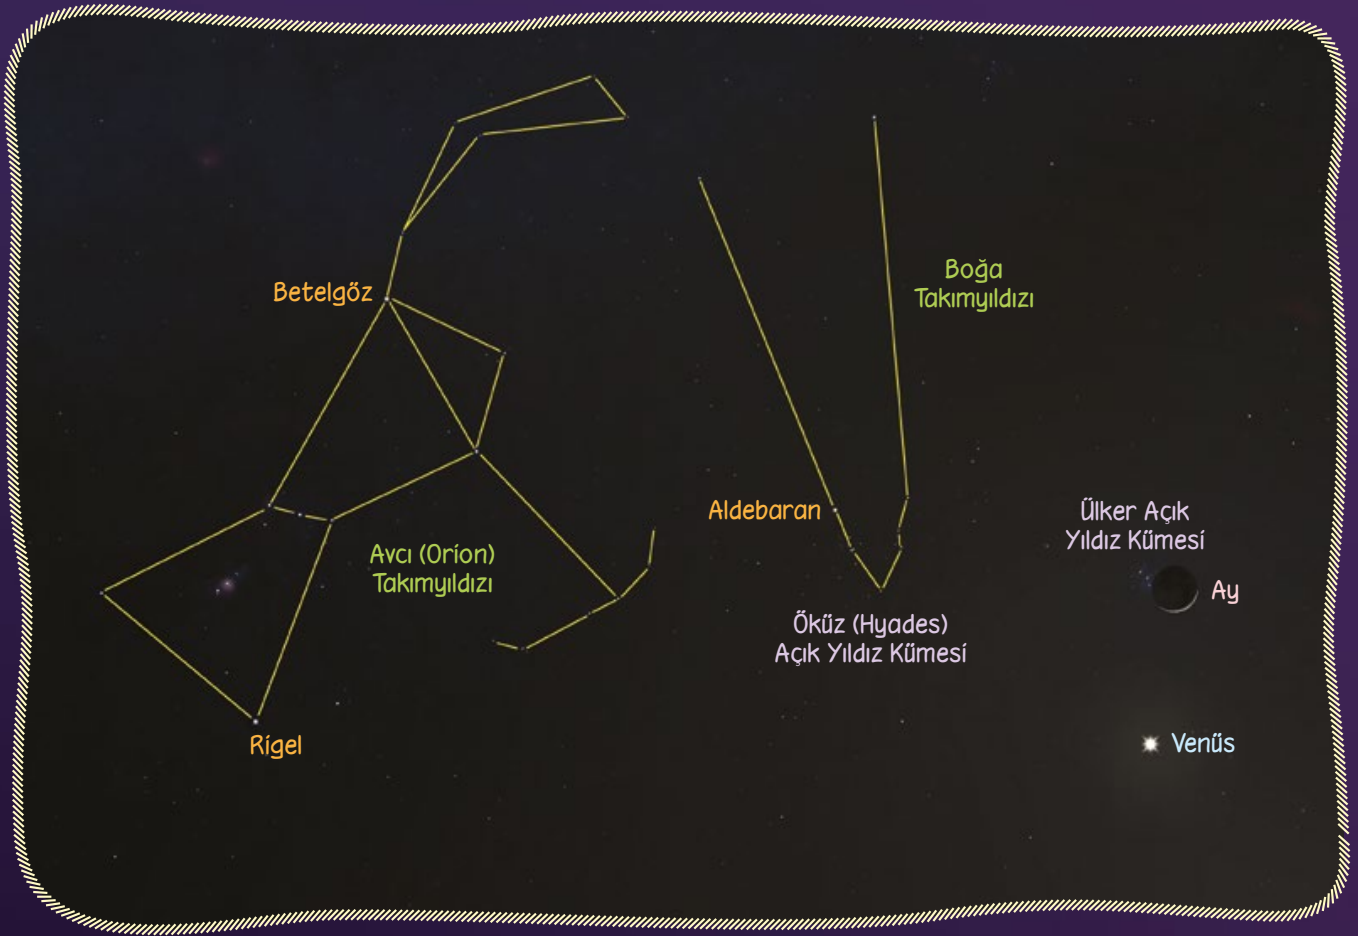 Betelgöz
Boğa
Takımyıldızı
Aldebaran
Ülker Açık
Yıldız Kümesi
Avcı (Orion)
Takımyıldızı
Ay
Öküz (Hyades)
Açık Yıldız Kümesi
Rigel
Venüs